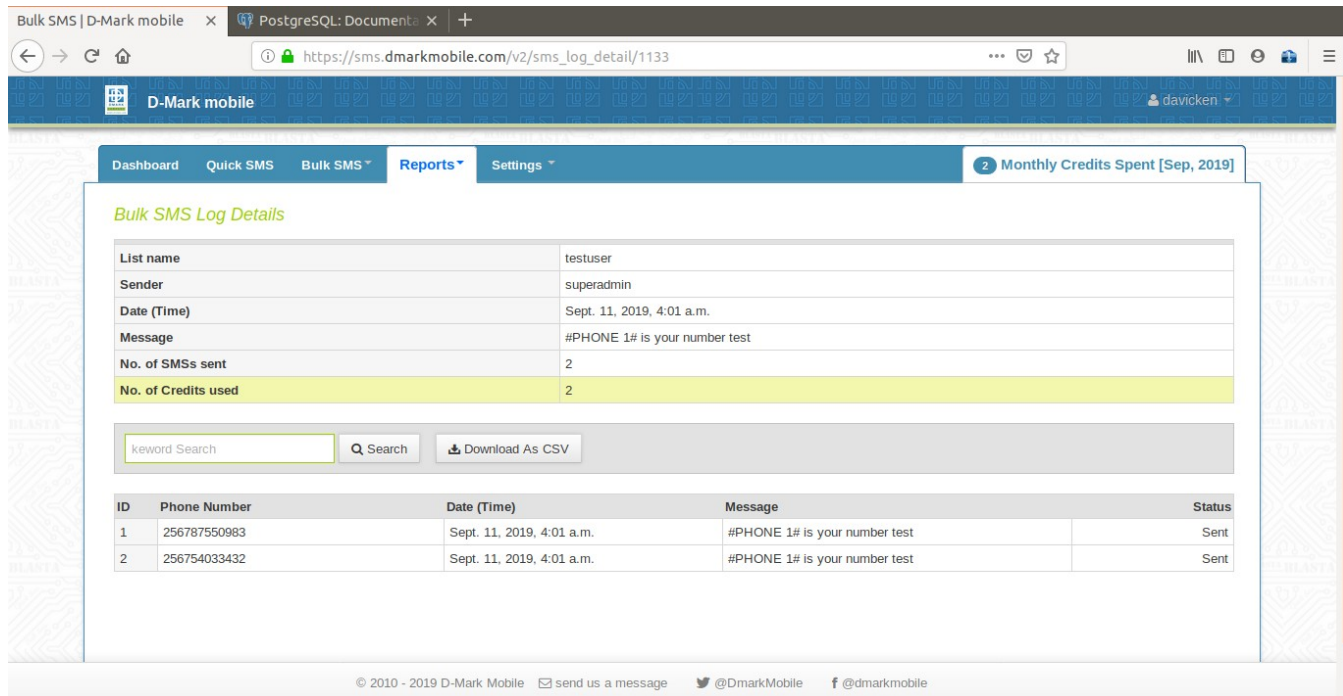 Bulk SMS | D-Mark mobile
PostgreSQL: Documenta
https://sms.dmarkmobile.com/v2/sms_log_detail/1133
D-Mark mobile
davicken
Dashboard Quick SMS Bulk SMS Reports Settings 2 Monthly Credits Spent [Sep, 2019]
Bulk SMS Log Details
List name testuser
Sender superadmin
Date (Time) Sept. 11, 2019, 4:01 a.m.
Message #PHONE 1# is your number test
No. of SMSs sent 2
No. of Credits used 2
keword Search Search Download As CSV
ID Phone Number Date (Time) Message Status
1 256787550983 Sept. 11, 2019, 4:01 a.m. #PHONE 1# is your number test Sent
2 256754033432 Sept. 11, 2019, 4:01 a.m. #PHONE 1# is your number test Sent
© 2010 - 2019 D-Mark Mobile send us a message @DmarkMobile @dmarkmobile